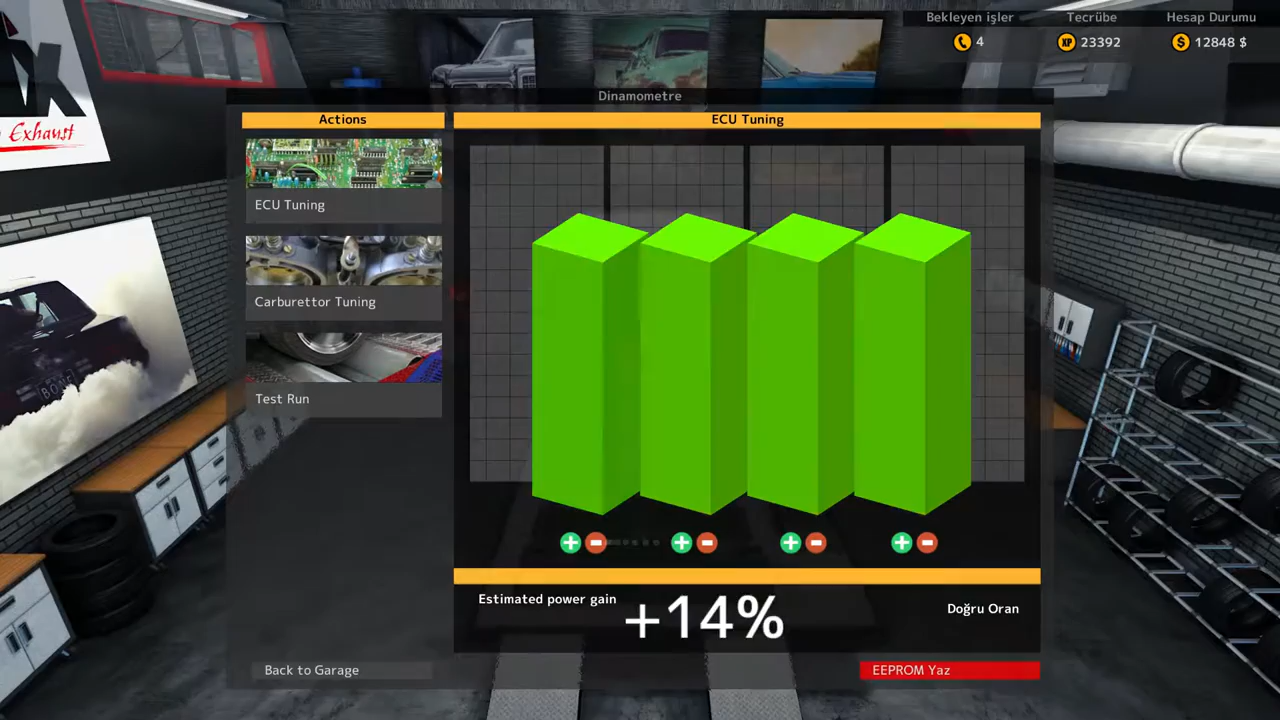 Bekleyen işler
4
Tecrübe
XP 23392
Hesap Durumu
$ 12848 $
Exhaust
Dinamometre
Actions
ECU Tuning
Carburettor Tuning
Test Run
ECU Tuning
Estimated power gain
+14%
Doğru Oran
Back to Garage
EEPROM Yaz